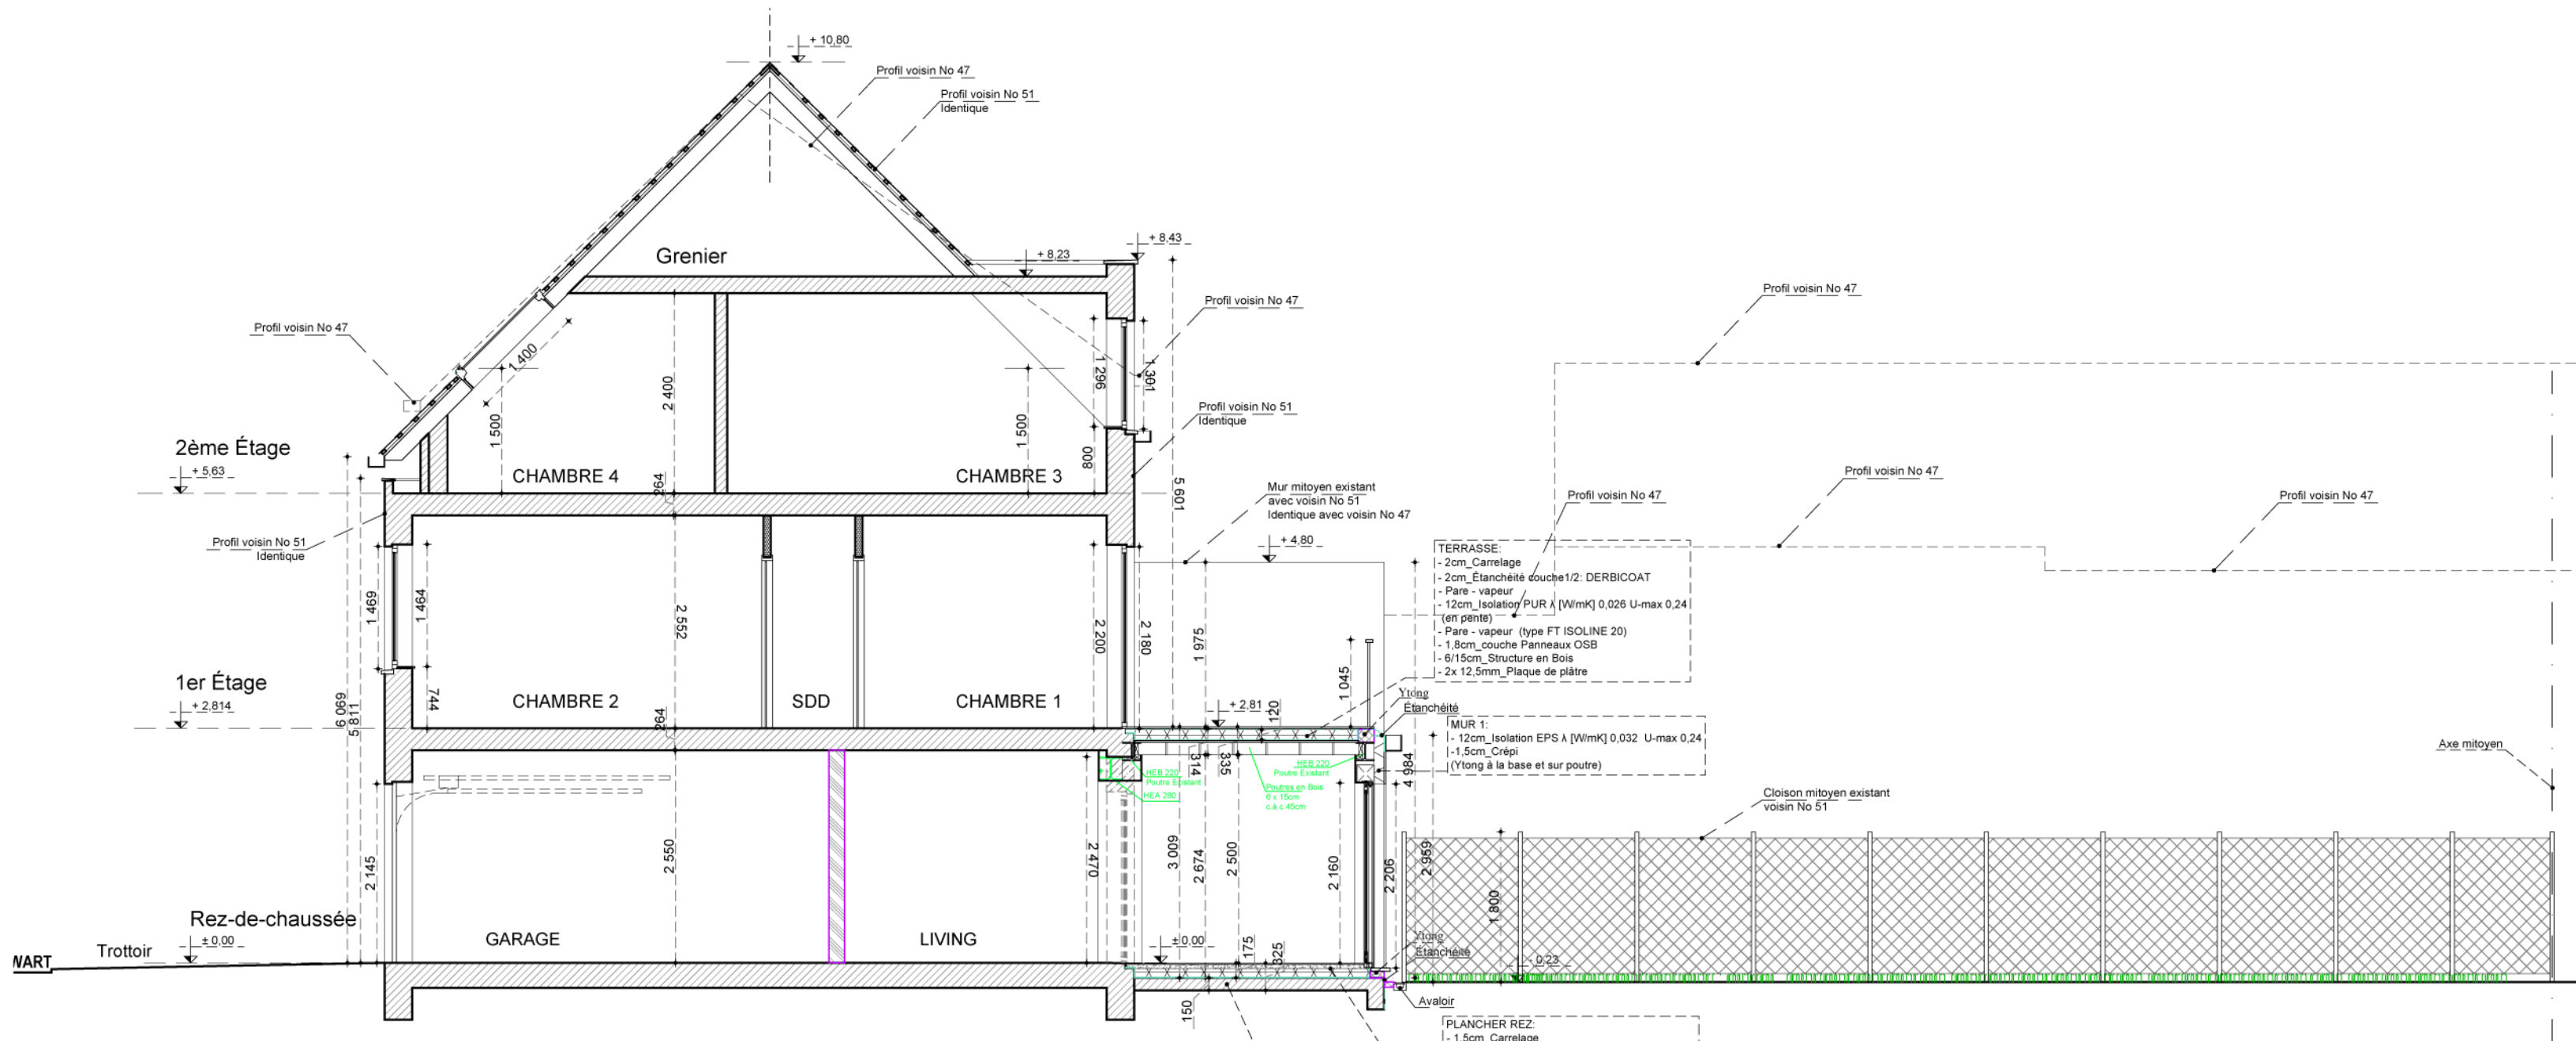 + 10,80
Profil voisin No 47
Profil voisin No 51
Identique
Grenier
+ 8,43
+ 8,23
Profil voisin No 47
Profil voisin No 47
Profil voisin No 47
1 400
1 500
2 400
1 500
1 296
1 301
800
Profil voisin No 51
Identique
2ème Étage
+ 5,63
CHAMBRE 4
CHAMBRE 3
264
5 601
Mur mitoyen existant
avec voisin No 51
Identique avec voisin No 47
Profil voisin No 47
Profil voisin No 47
Profil voisin No 47
Profil voisin No 51
Identique
+ 4,80
TERRASSE:
- 2cm_Carrelage
- 2cm_Étanchéité couche1/2: DERBICOAT
- Pare - vapeur
- 12cm_Isolation PUR λ [W/mK] 0,026 U-max 0,24
(en pente)
- Pare - vapeur (type FT ISOLINE 20)
- 1,8cm_couche Panneaux OSB
- 6/15cm_Structure en Bois
- 2x 12,5mm_Plaque de plâtre
1 469
1 494
2 552
2 200
2 180
1 975
1 045
1er Étage
+ 2,814
6 069
5 811
744
CHAMBRE 2
SDD
CHAMBRE 1
264
+ 2,81
120
Ytong
Étanchéité
MUR 1:
- 12cm_Isolation EPS λ [W/mK] 0,032 U-max 0,24
-1,5cm_Crépi
(Ytong à la base et sur poutre)
Axe mitoyen
HEB 220
Poutre Existant
HEA 280
314
335
HEB 220
Poutre Existant
Poutres en Bois
6 x 15cm
c à c 45cm
4 984
Cloison mitoyen existant
voisin No 51
2 145
2 550
2 470
3 009
2 674
2 500
2 160
2 206
2 959
1 800
Rez-de-chaussée
± 0,00
GARAGE
LIVING
± 0,00
175
325
Ytong
Étanchéité
- 0,23
WART
Trottoir
150
Avaloir
PLANCHER REZ:
- 1,5cm_Carrelage